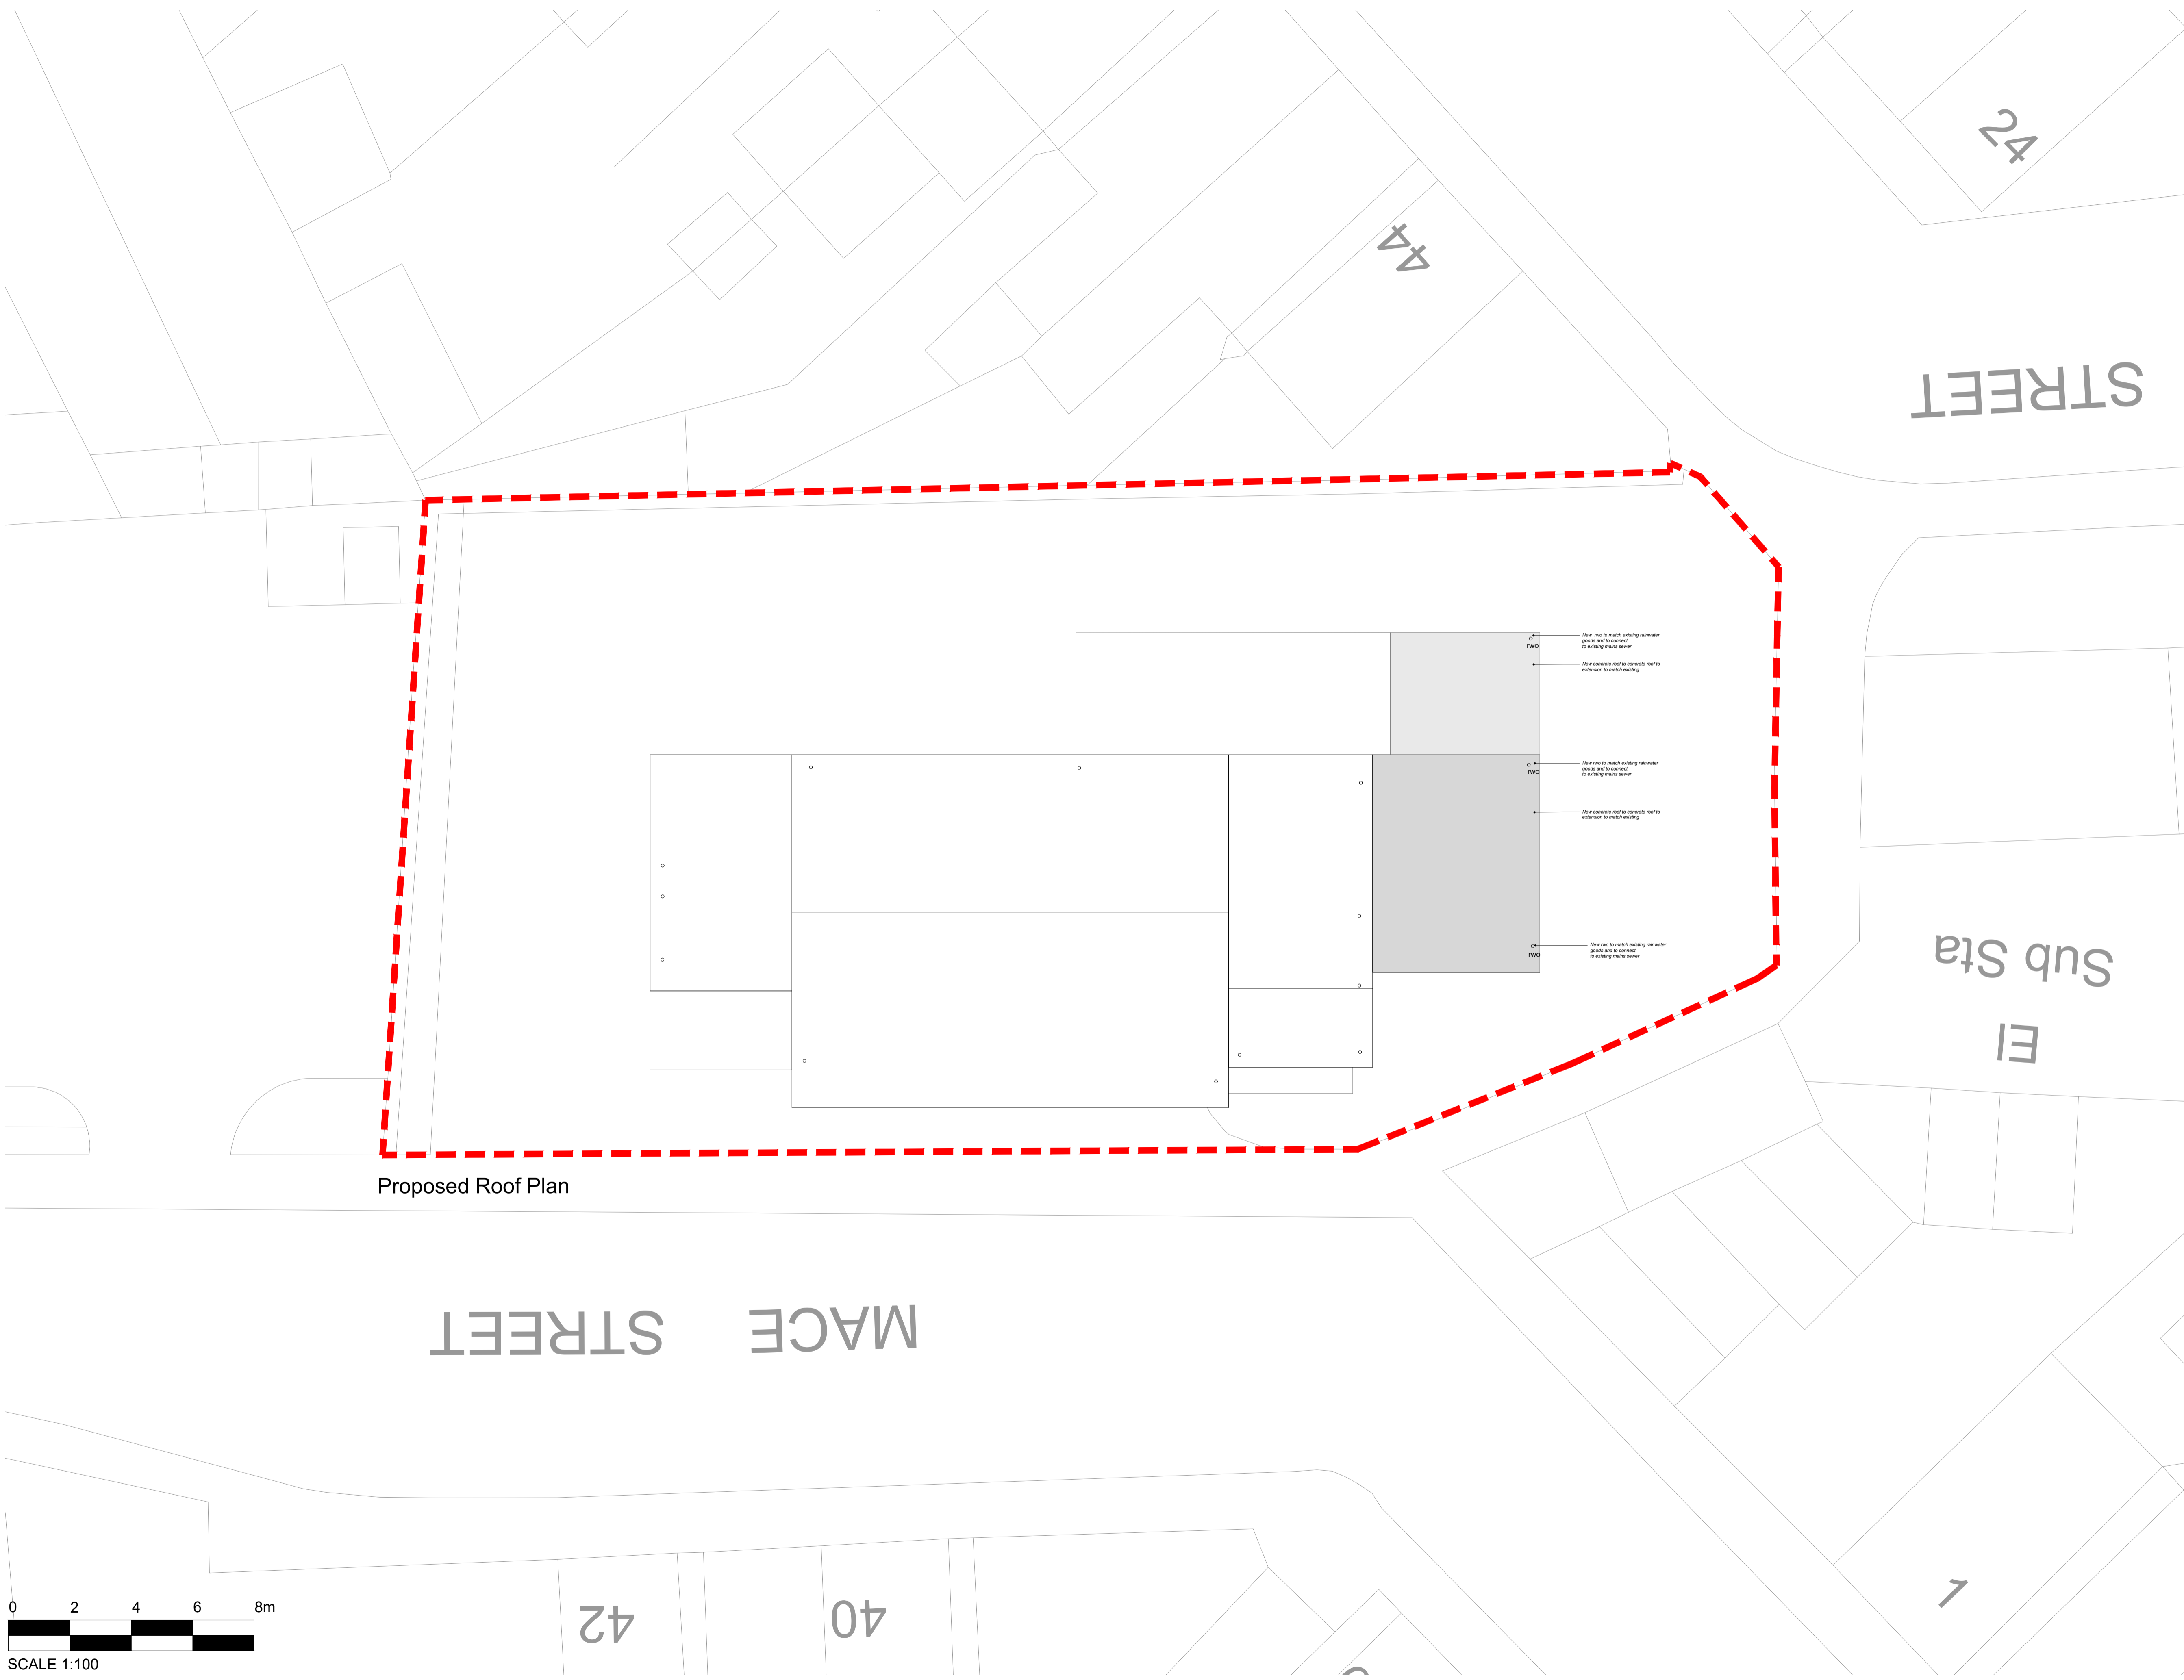 24
44
STREET
New rwo to match existing rainwater
goods and to connect
to existing mains sewer
rwo
New concrete roof to concrete roof to
extension to match existing
New rwo to match existing rainwater
goods and to connect
to existing mains sewer
rwo
New concrete roof to concrete roof to
extension to match existing
New rwo to match existing rainwater
goods and to connect
to existing mains sewer
rwo
El
Sub Sta
Proposed Roof Plan
MACE STREET
42
40
1
0 2 4 6 8m
SCALE 1:100